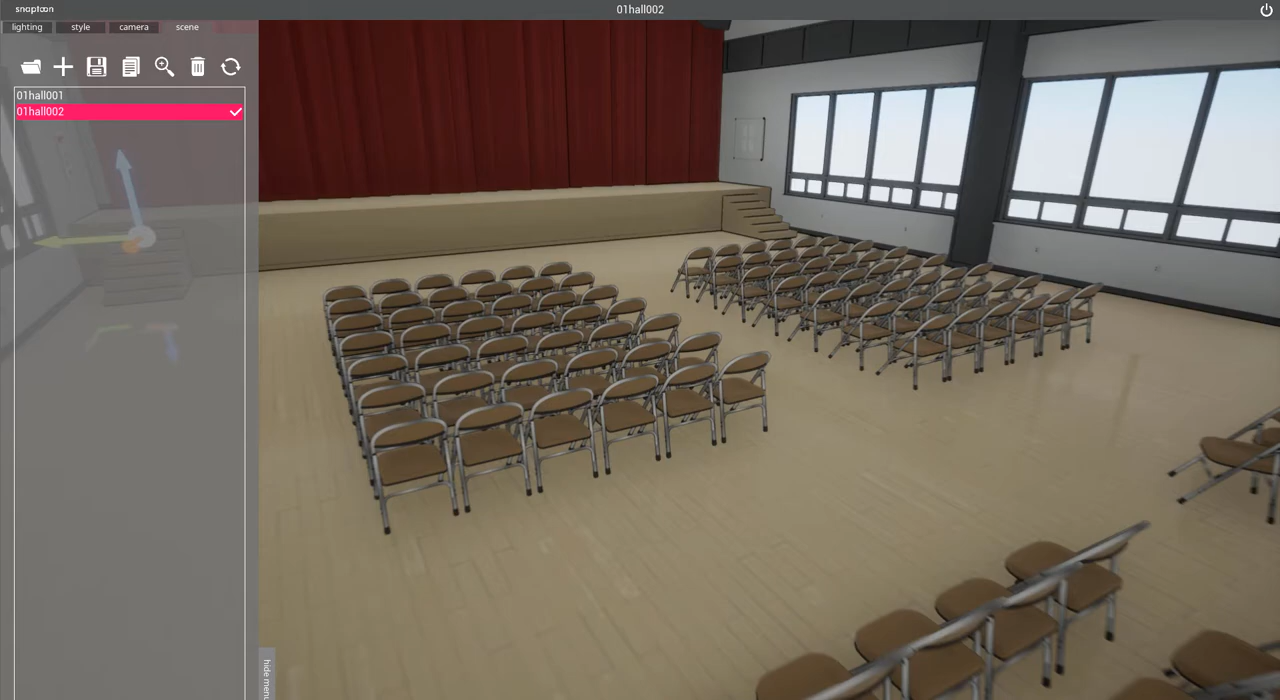 snaptoon
01hall002
lighting
style
camera
scene
01hall001
01hall002
hide menu